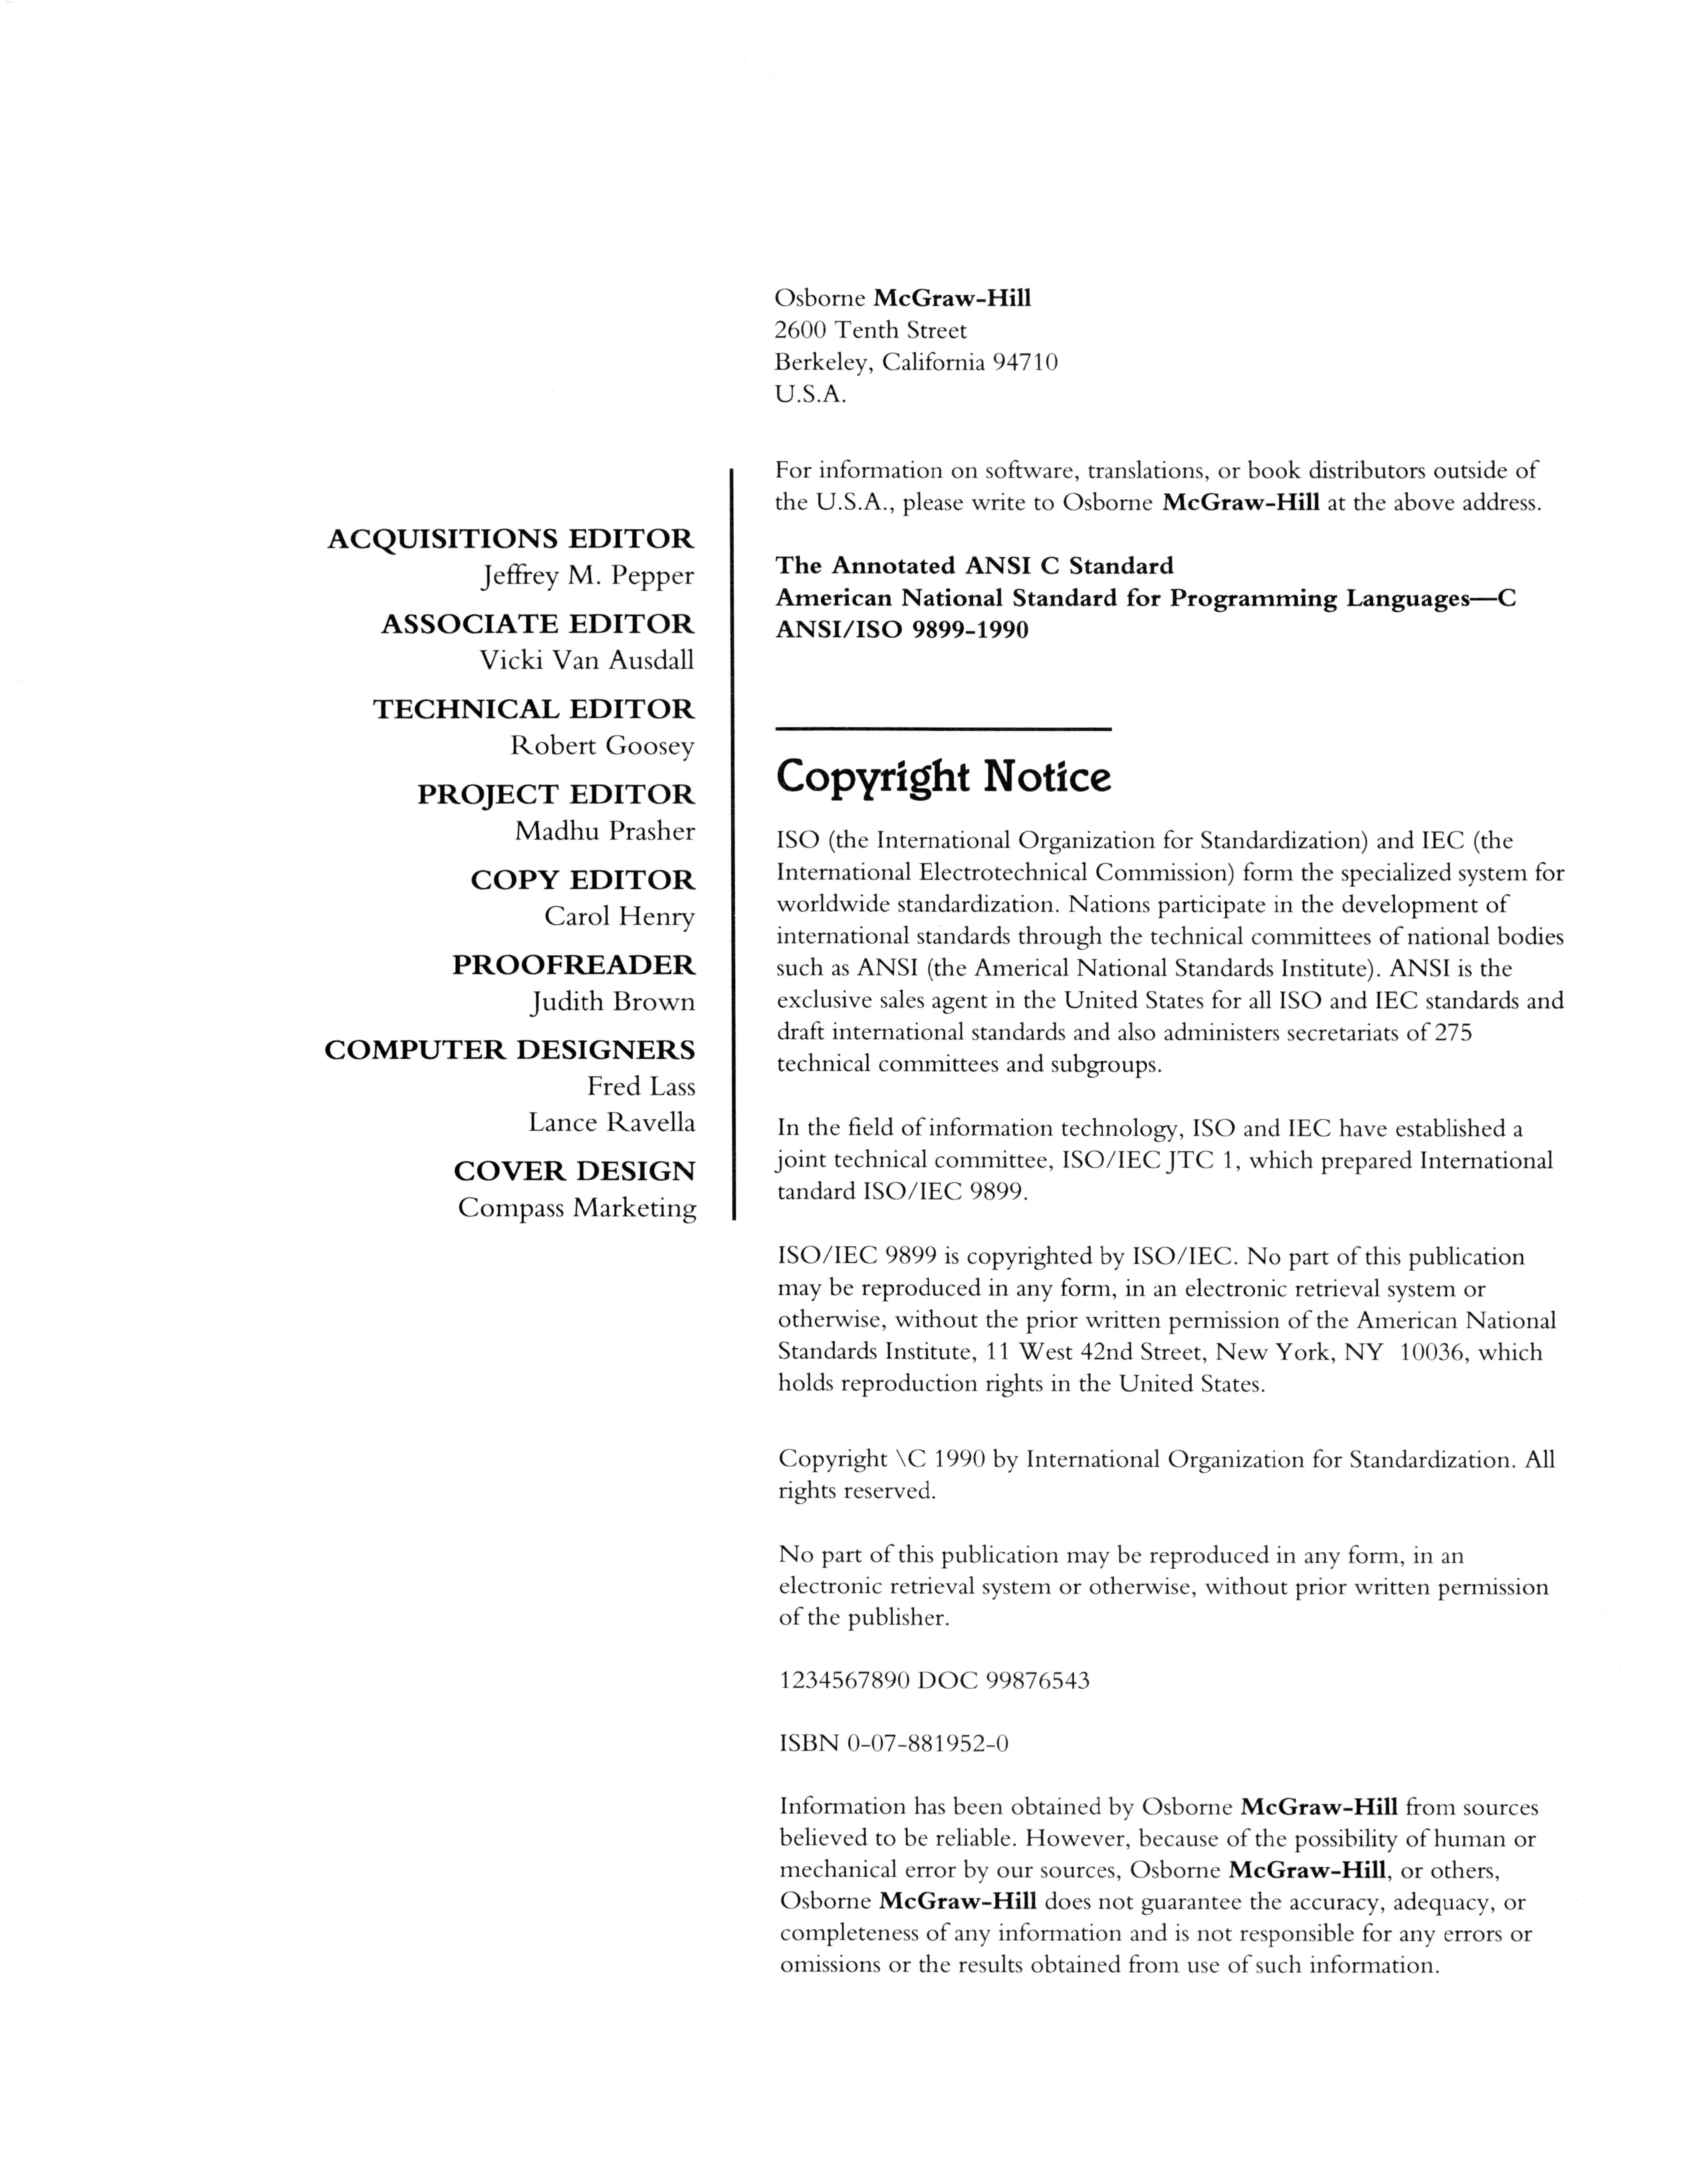 Osborne McGraw-Hill
2600 Tenth Street
Berkeley, California 94710
U.S.A.
For information on software, translations, or book distributors outside of
the U.S.A., please write to Osborne McGraw-Hill at the above address.
ACQUISITIONS EDITOR
Jeffrey M. Pepper
ASSOCIATE EDITOR
Vicki Van Ausdall
TECHNICAL EDITOR
Robert Goosey
PROJECT EDITOR
Madhu Prasher
COPY EDITOR
Carol Henry
PROOFREADER
Judith Brown
COMPUTER DESIGNERS
Fred Lass
Lance Ravella
COVER DESIGN
Compass Marketing
The Annotated ANSI C Standard
American National Standard for Programming Languages—C
ANSI/ISO 9899-1990
Copyright Notice
ISO (the International Organization for Standardization) and IEC (the
International Electrotechnical Commission) form the specialized system for
worldwide standardization. Nations participate in the development of
international standards through the technical committees of national bodies
such as ANSI (the Americal National Standards Institute). ANSI is the
exclusive sales agent in the United States for all ISO and IEC standards and
draft international standards and also administers secretariats of 275
technical committees and subgroups.
In the field of information technology, ISO and IEC have established a
joint technical committee, ISO/IEC JTC 1, which prepared International
tandard ISO/IEC 9899.
ISO/IEC 9899 is copyrighted by ISO/IEC. No part of this publication
may be reproduced in any form, in an electronic retrieval system or
otherwise, without the prior written permission of the American National
Standards Institute, 11 West 42nd Street, New York, NY 10036, which
holds reproduction rights in the United States.
Copyright \C 1990 by International Organization for Standardization. All
rights reserved.
No part of this publication may be reproduced in any form, in an
electronic retrieval system or otherwise, without prior written permission
of the publisher.
1234567890 DOC 99876543
ISBN 0-07-881952-0
Information has been obtained by Osborne McGraw-Hill from sources
believed to be reliable. However, because of the possibility of human or
mechanical error by our sources, Osborne McGraw-Hill, or others,
Osborne McGraw-Hill does not guarantee the accuracy, adequacy, or
completeness of any information and is not responsible for any errors or
omissions or the results obtained from use of such information.